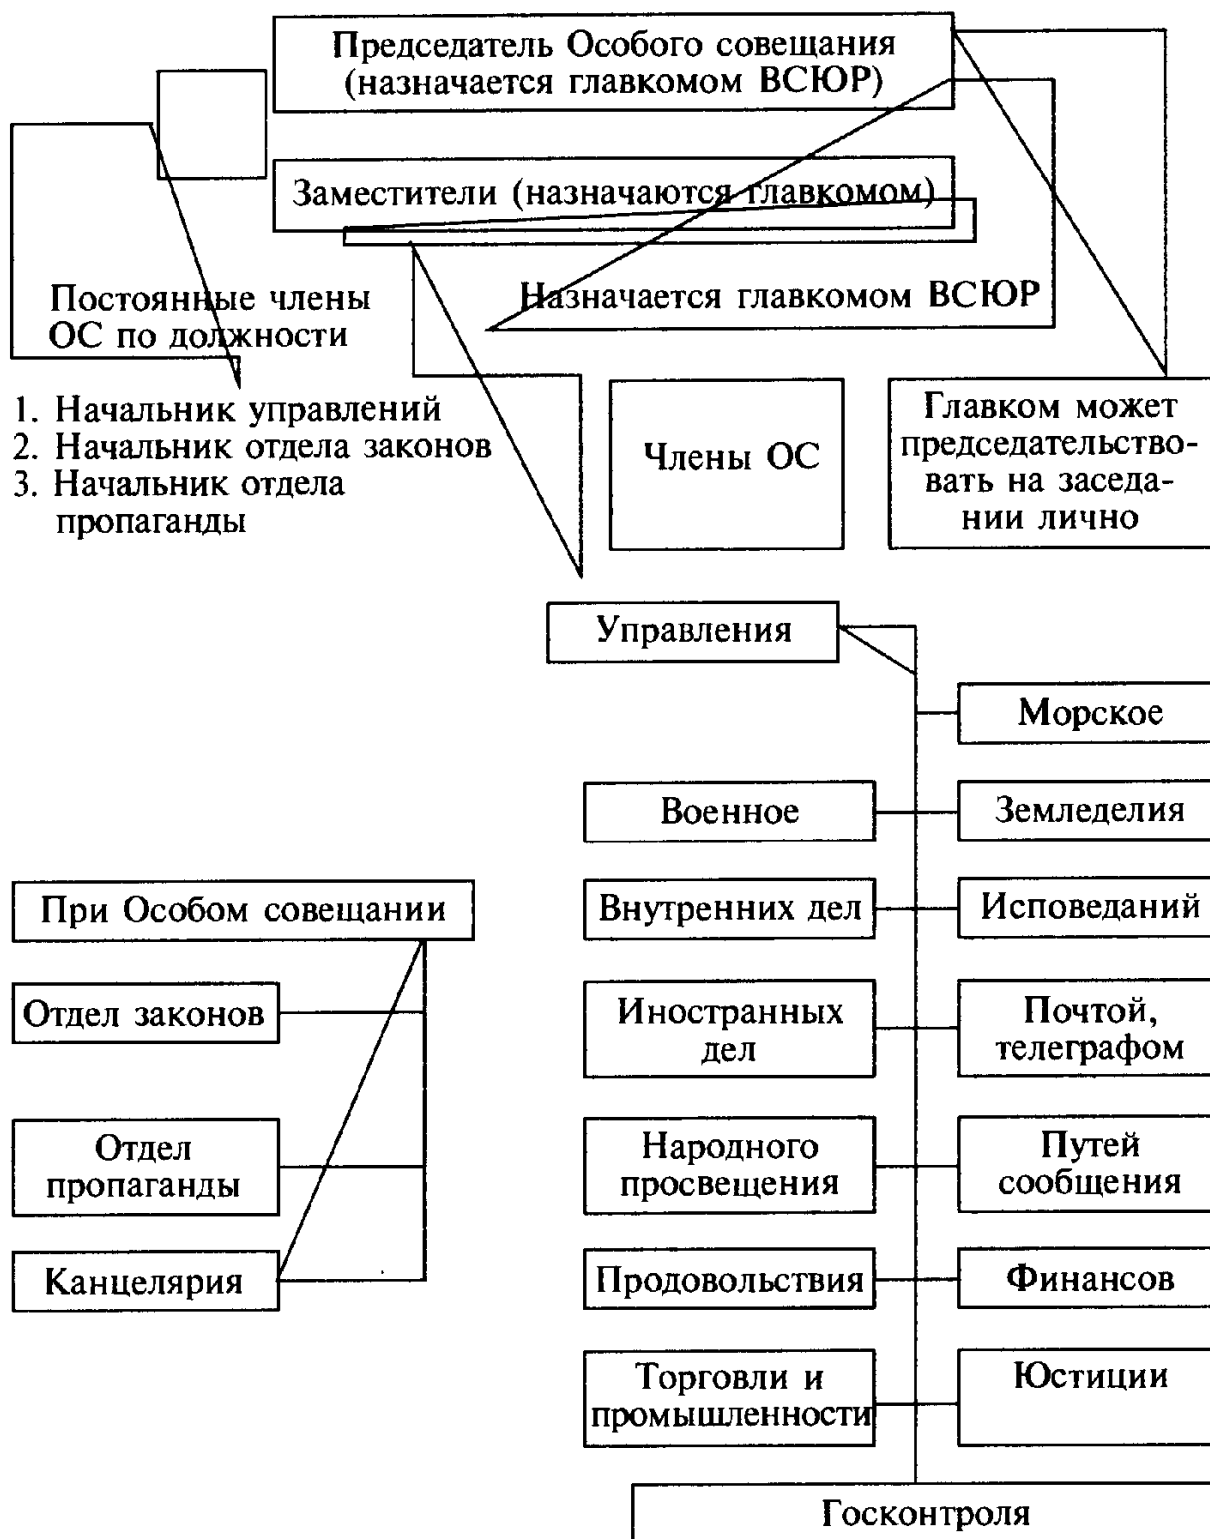 Председатель Особого совещания
(назначается главкомом ВСЮР)
Заместители (назначаются главкомом)
Назначается главкомом ВСЮР
Постоянные члены
ОС по должности
1. Начальник управлений
2. Начальник отдела законов
3. Начальник отдела
пропаганды
Члены ОС
Главком может
председательство-
вать на заседа-
нии лично
Управления
Морское
Военное
Земледелия
Внутренних дел
Исповеданий
Иностранных
дел
Почтой,
телеграфом
Народного
просвещения
Путей
сообщения
Продовольствия
Финансов
Торговли и
промышленности
Юстиции
Госконтроля
При Особом совещании
Отдел законов
Отдел
пропаганды
Канцелярия